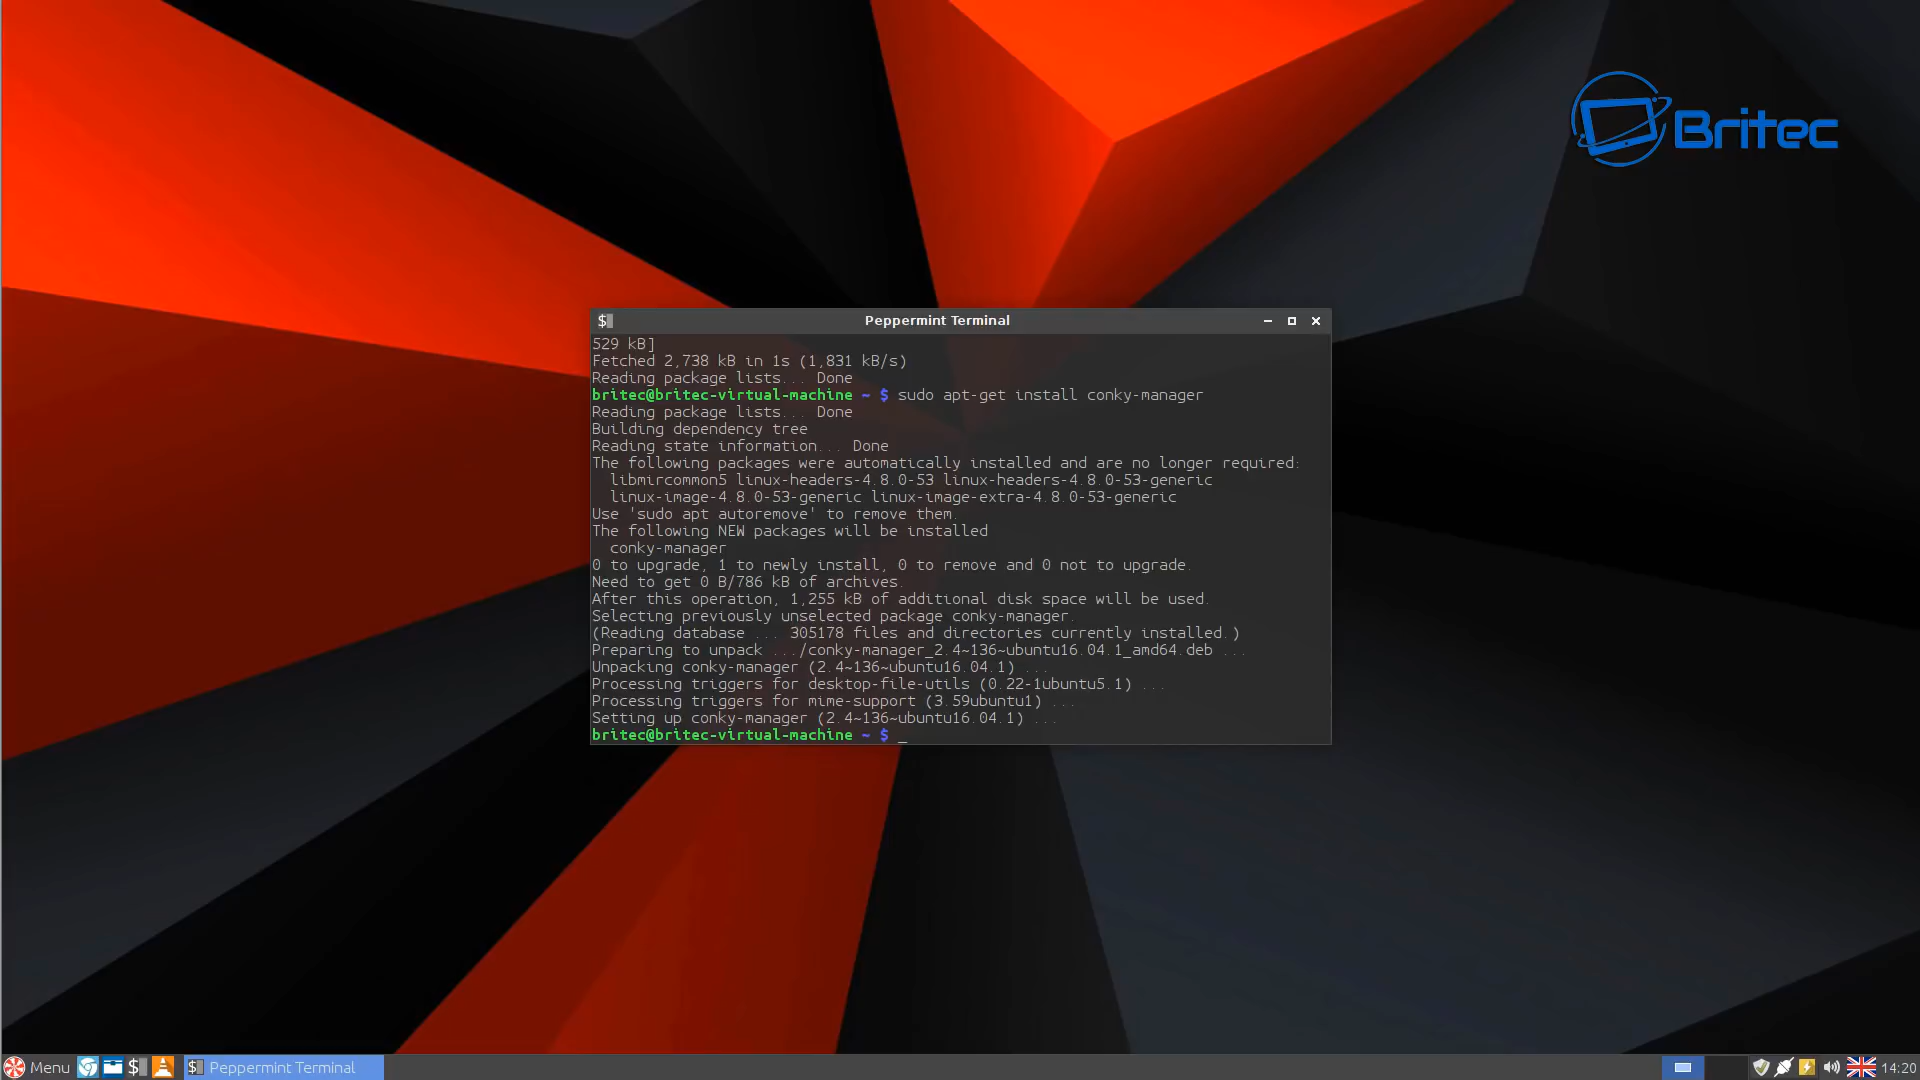 Britec
$
Peppermint Terminal
529 kB]
Fetched 2,738 kB in 1s (1,831 kB/s)
Reading package lists... Done
britec@britec-virtual-machine ~ $ sudo apt-get install conky-manager
Reading package lists... Done
Building dependency tree
Reading state information... Done
The following packages were automatically installed and are no longer required:
libmircommon5 linux-headers-4.8.0-53 linux-headers-4.8.0-53-generic
linux-image-4.8.0-53-generic linux-image-extra-4.8.0-53-generic
Use 'sudo apt autoremove' to remove them.
The following NEW packages will be installed
conky-manager
0 to upgrade, 1 to newly install, 0 to remove and 0 not to upgrade.
Need to get 0 B/786 kB of archives.
After this operation, 1,255 kB of additional disk space will be used.
Selecting previously unselected package conky-manager.
(Reading database ... 305178 files and directories currently installed.)
Preparing to unpack .../conky-manager_2.4~136~ubuntu16.04.1_amd64.deb ...
Unpacking conky-manager (2.4~136~ubuntu16.04.1) ...
Processing triggers for desktop-file-utils (0.22-1ubuntu5.1) ...
Processing triggers for mime-support (3.59ubuntu1) ...
Setting up conky-manager (2.4~136~ubuntu16.04.1) ...
britec@britec-virtual-machine ~ $ _
Menu $ $ Peppermint Terminal 14:20